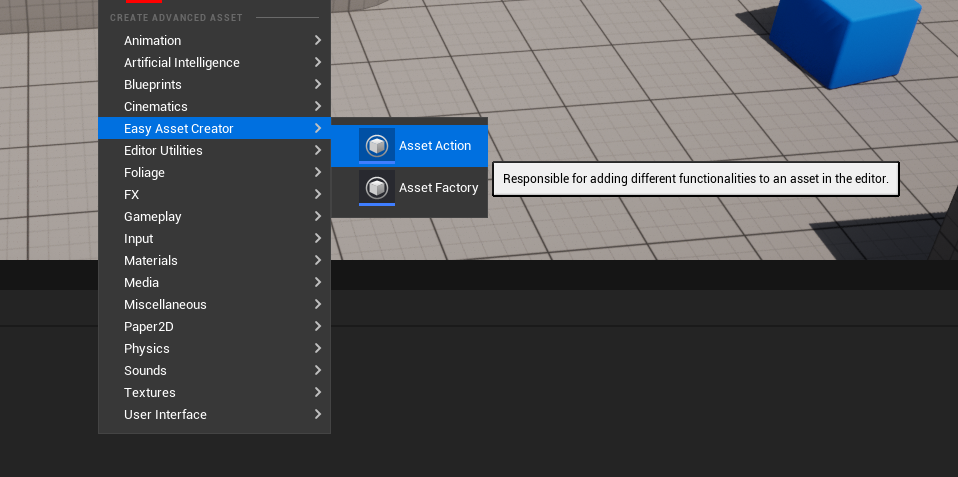 CREATE ADVANCED ASSET
Animation
Artificial Intelligence
Blueprints
Cinematics
Easy Asset Creator
Editor Utilities
Foliage
FX
Gameplay
Input
Materials
Media
Miscellaneous
Paper2D
Physics
Sounds
Textures
User Interface
Asset Action
Asset Factory
Responsible for adding different functionalities to an asset in the editor.